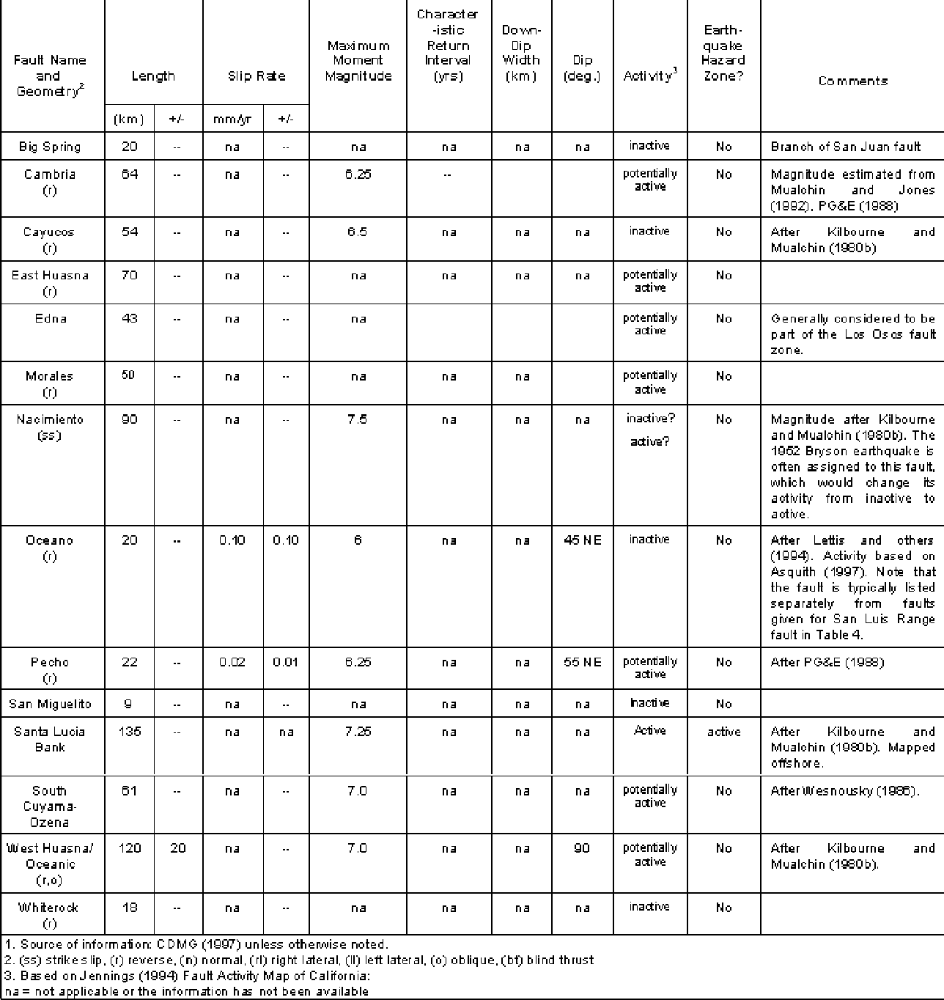 Fault Name and Geometry2 | Length | Slip Rate | Maximum Moment Magnitude | Character-istic Return Interval (yrs) | Down-Dip Width (km) | Dip (deg.) | Activity3 | Earth-quake Hazard Zone? | Comments
(km) | +/- | mm/yr | +/-
Big Spring | 20 | -- | na | -- | na | na | na | na | inactive | No | Branch of San Juan fault
Cambria (r) | 64 | -- | na | -- | 6.25 | -- | potentially active | No | Magnitude estimated from Mualchin and Jones (1992), PG&E (1988)
Cayucos (r) | 54 | -- | na | -- | 6.5 | na | na | na | inactive | No | After Kilbourne and Mualchin (1980b)
East Huasna (r) | 70 | -- | na | -- | na | na | na | na | potentially active | No
Edna | 43 | -- | na | -- | na | potentially active | No | Generally considered to be part of the Los Osos fault zone.
Morales (r) | 50 | -- | na | -- | na | na | na | potentially active | No
Nacimiento (ss) | 90 | -- | na | -- | 7.5 | na | na | na | inactive? active? | No | Magnitude after Kilbourne and Mualchin (1980b). The 1952 Bryson earthquake is often assigned to this fault, which would change its activity from inactive to active.
Oceano (r) | 20 | -- | 0.10 | 0.10 | 6 | na | na | 45 NE | inactive | No | After Lettis and others (1994). Activity based on Asquith (1997). Note that the fault is typically listed separately from faults given for San Luis Range fault in Table 4.
Pecho (r) | 22 | -- | 0.02 | 0.01 | 6.25 | na | na | 55 NE | potentially active | No | After PG&E (1988)
San Miguelito | 9 | -- | na | -- | na | na | na | na | Inactive | No
Santa Lucia Bank | 135 | -- | na | na | 7.25 | na | na | na | Active | active | After Kilbourne and Mualchin (1980b). Mapped offshore.
South Cuyama-Ozena | 61 | -- | na | -- | 7.0 | na | na | na | potentially active | No | After Wesnousky (1986).
West Huasna/ Oceanic (r,o) | 120 | 20 | na | -- | 7.0 | na | na | 90 | potentially active | No | After Kilbourne and Mualchin (1980b).
Whiterock (r) | 18 | -- | na | -- | na | na | na | na | inactive | No
1. Source of information: CDMG (1997) unless otherwise noted.
2. (ss) strike slip, (r) reverse, (n) normal, (rl) right lateral, (ll) left lateral, (o) oblique, (bt) blind thrust
3. Based on Jennings (1994) Fault Activity Map of California:
na = not applicable or the information has not been available